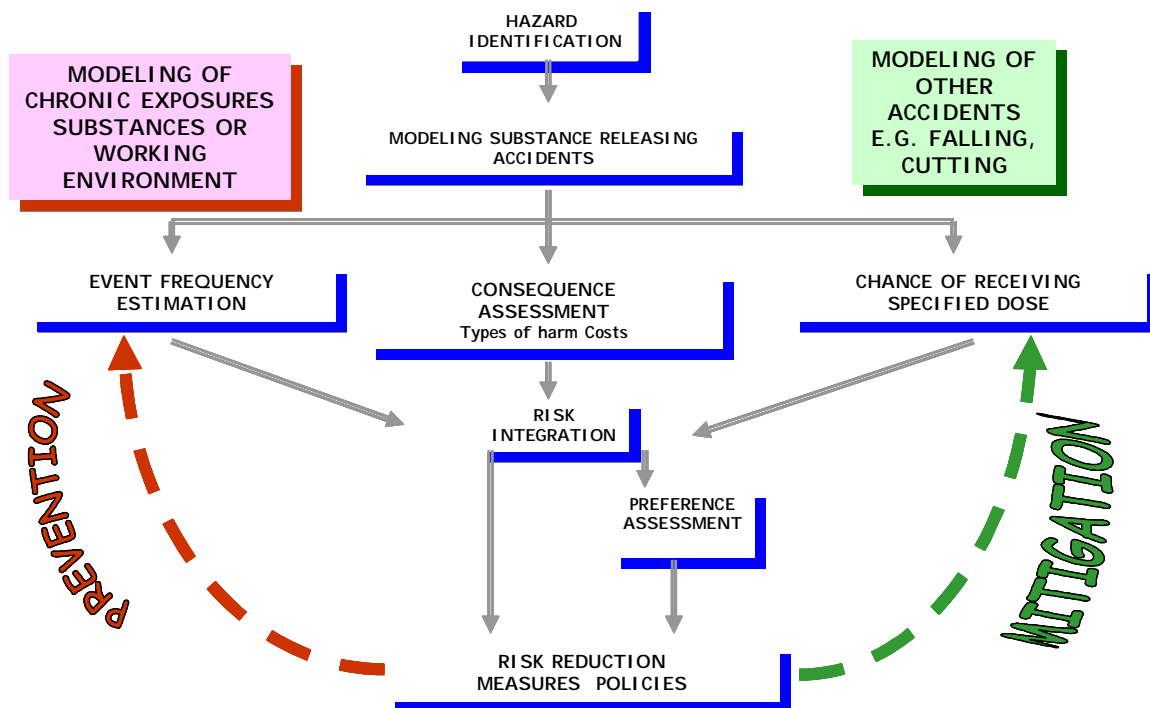 HAZARD
IDENTIFICATION
MODELING OF
CHRONIC EXPOSURES
SUBSTANCES OR
WORKING
ENVIRONMENT
MODELING OF
OTHER
ACCIDENTS
E.G. FALLING,
CUTTING
MODELING SUBSTANCE RELEASING
ACCIDENTS
EVENT FREQUENCY
ESTIMATION
CONSEQUENCE
ASSESSMENT
Types of harm Costs
CHANCE OF RECEIVING
SPECIFIED DOSE
PREVENTION
RISK
INTEGRATION
MITIGATION
PREFERENCE
ASSESSMENT
RISK REDUCTION
MEASURES POLICIES